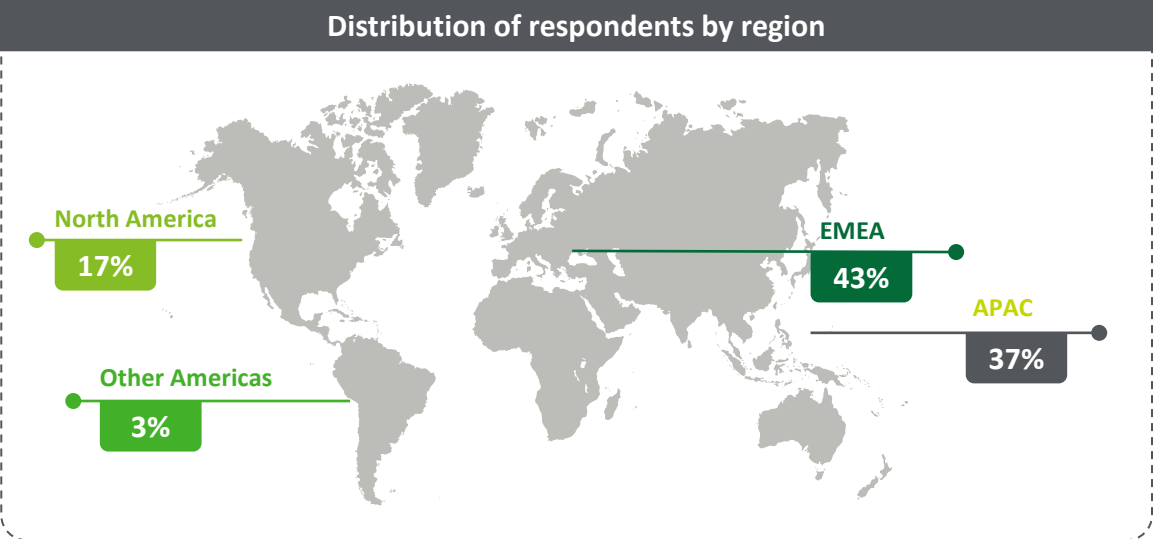 Distribution of respondents by region
North America
17%
EMEA
43%
APAC
37%
Other Americas
3%